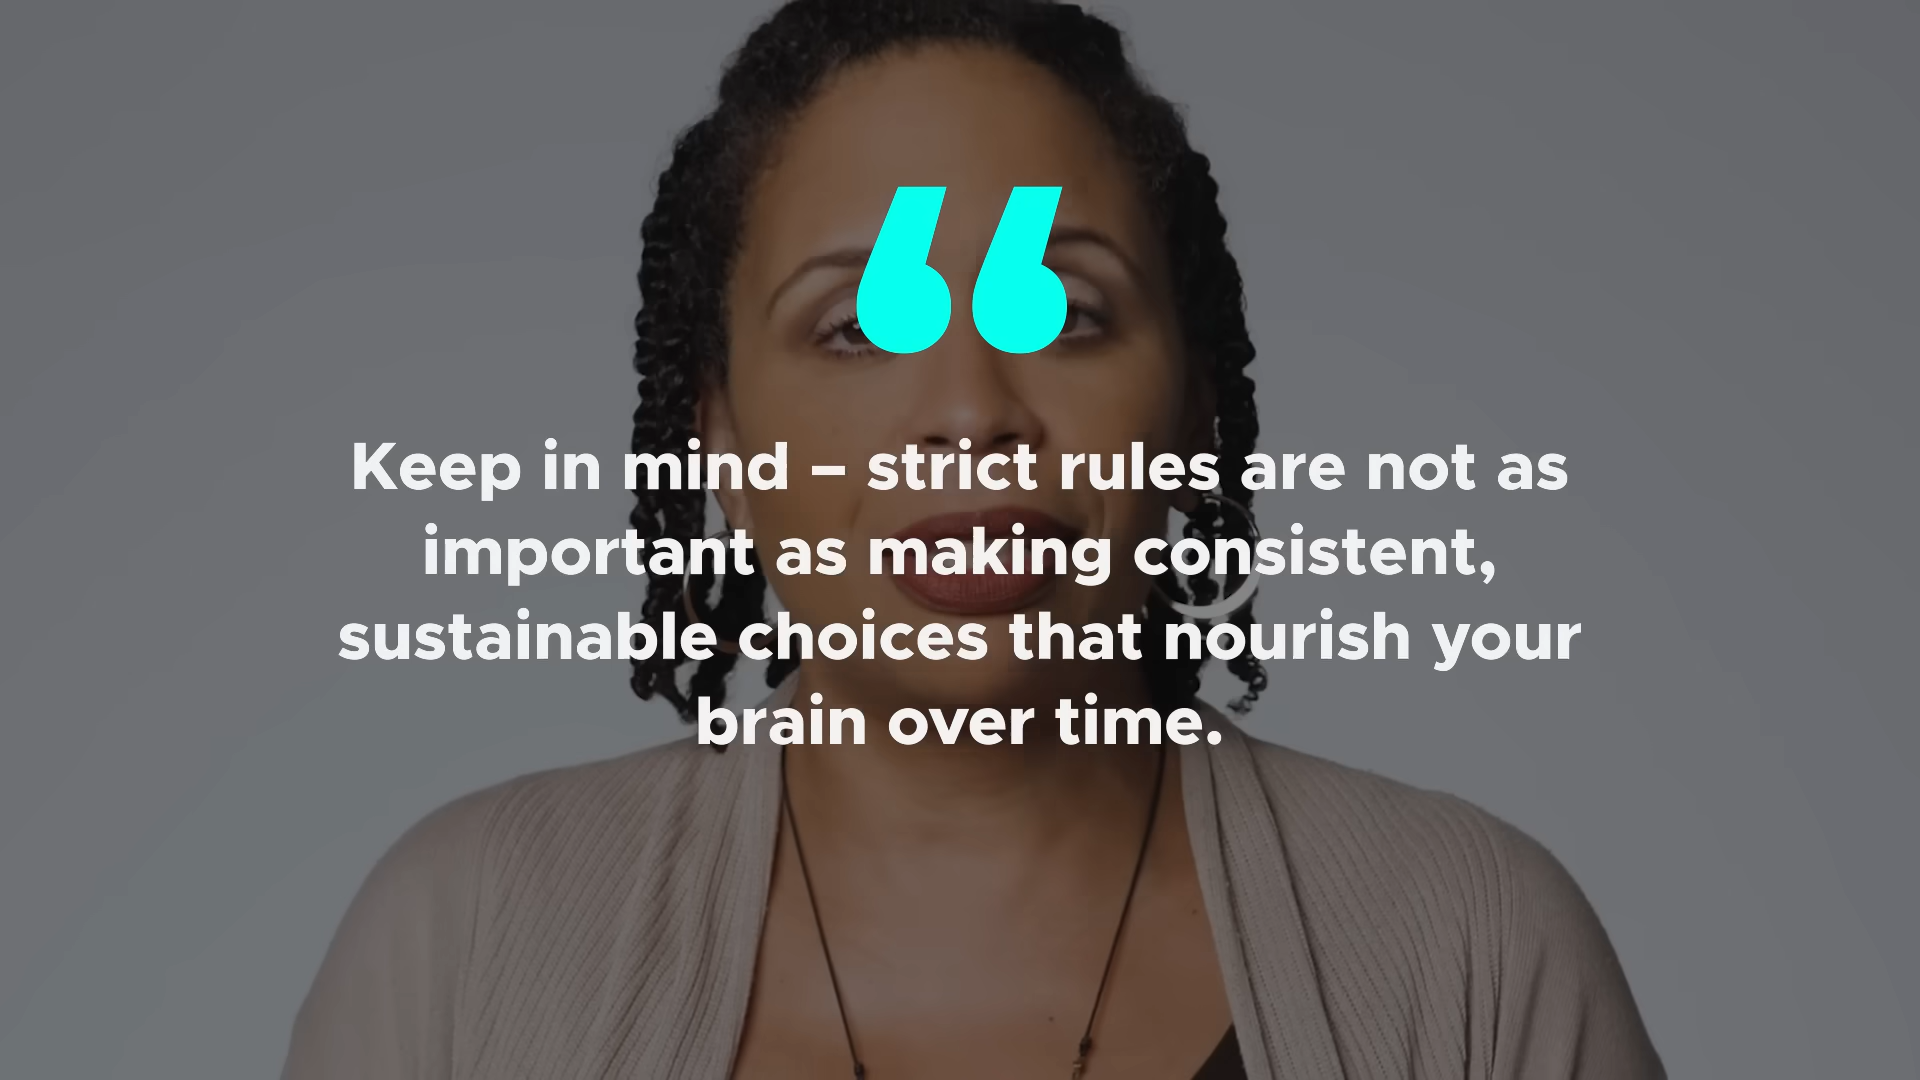 “
Keep in mind – strict rules are not as
important as making consistent,
sustainable choices that nourish your
brain over time.